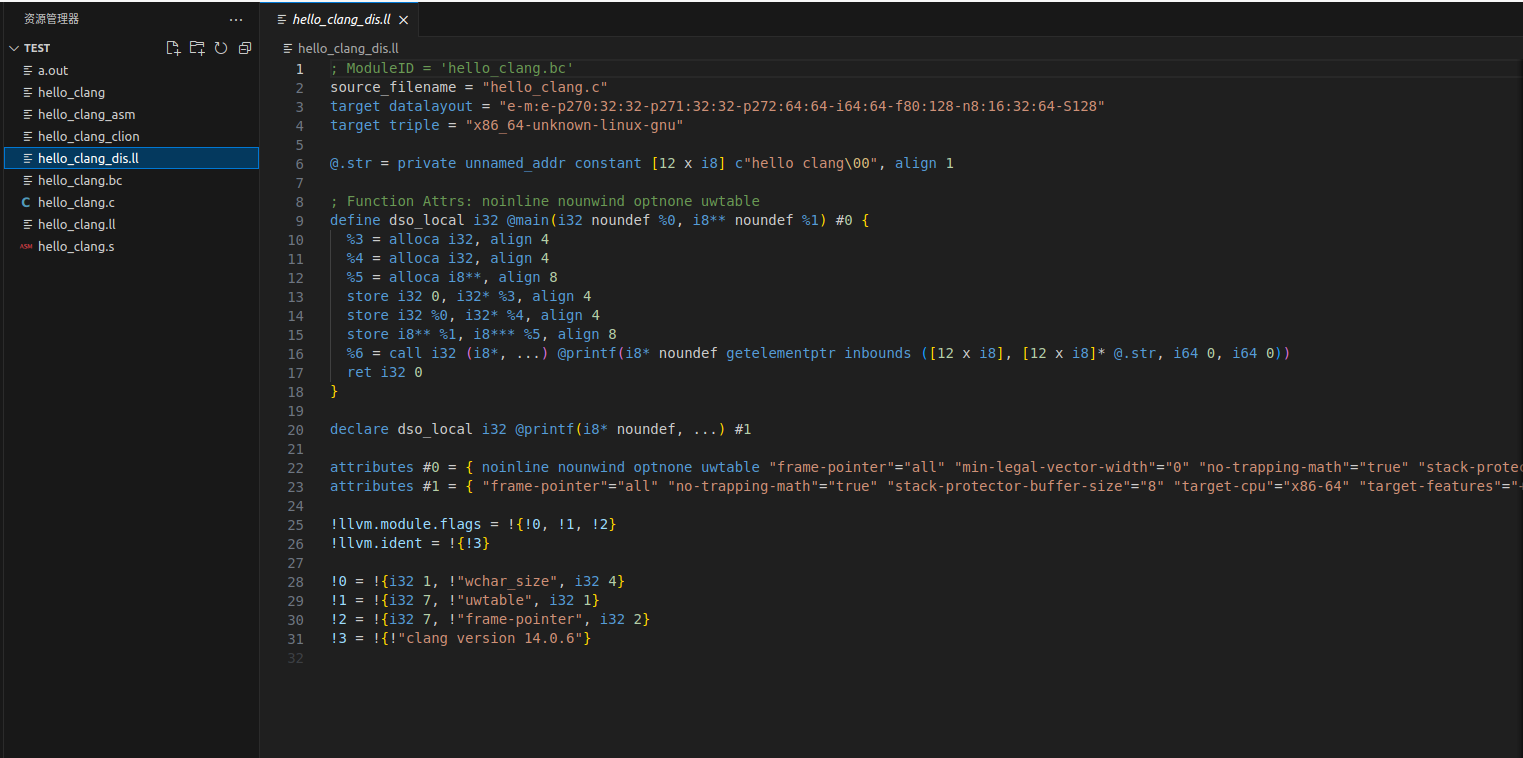 资源管理器
TEST
a.out
hello_clang
hello_clang_asm
hello_clang_clion
hello_clang_dis.ll
hello_clang.bc
C hello_clang.c
hello_clang.ll
ASM hello_clang.s
hello_clang_dis.ll
hello_clang_dis.ll
1 ; ModuleID = 'hello_clang.bc'
2 source_filename = "hello_clang.c"
3 target datalayout = "e-m:e-p270:32:32-p271:32:32-p272:64:64-i64:64-f80:128-n8:16:32:64-S128"
4 target triple = "x86_64-unknown-linux-gnu"
5
6 @.str = private unnamed_addr constant [12 x i8] c"hello clang\00", align 1
7
8 ; Function Attrs: noinline nounwind optnone uwtable
9 define dso_local i32 @main(i32 noundef %0, i8** noundef %1) #0 {
10 %3 = alloca i32, align 4
11 %4 = alloca i32, align 4
12 %5 = alloca i8**, align 8
13 store i32 0, i32* %3, align 4
14 store i32 %0, i32* %4, align 4
15 store i8** %1, i8*** %5, align 8
16 %6 = call i32 (i8*, ...) @printf(i8* noundef getelementptr inbounds ([12 x i8], [12 x i8]* @.str, i64 0, i64 0))
17 ret i32 0
18 }
19
20 declare dso_local i32 @printf(i8* noundef, ...) #1
21
22 attributes #0 = { noinline nounwind optnone uwtable "frame-pointer"="all" "min-legal-vector-width"="0" "no-trapping-math"="true" "stack-protec
23 attributes #1 = { "frame-pointer"="all" "no-trapping-math"="true" "stack-protector-buffer-size"="8" "target-cpu"="x86-64" "target-features"="+
24
25 !llvm.module.flags = !{!0, !1, !2}
26 !llvm.ident = !{!3}
27
28 !0 = !{i32 1, !"wchar_size", i32 4}
29 !1 = !{i32 7, !"uwtable", i32 1}
30 !2 = !{i32 7, !"frame-pointer", i32 2}
31 !3 = !{!"clang version 14.0.6"}
32